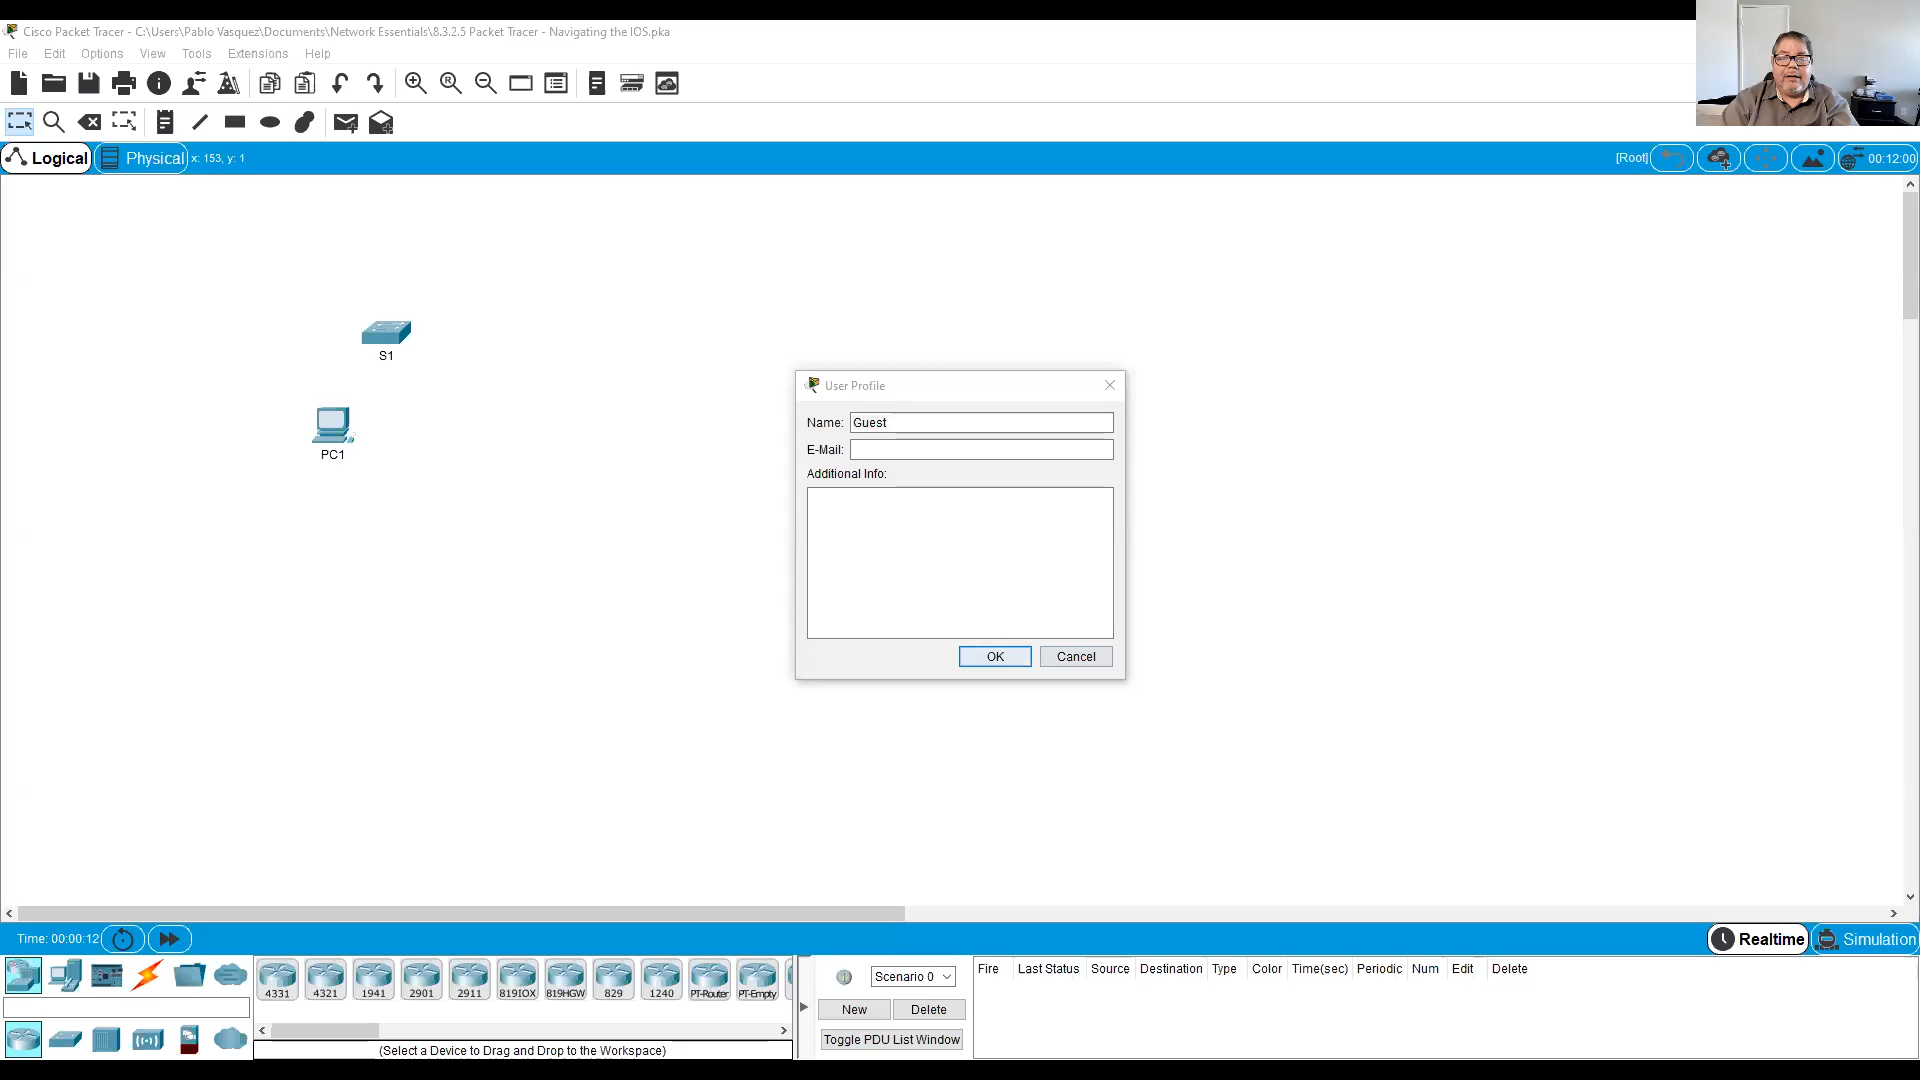 Cisco Packet Tracer - C:\Users\Pablo Vasquez\Documents\Network Essentials\8.3.2.5 Packet Tracer - Navigating the IOS.pka
File Edit Options View Tools Extensions Help
Logical Physical x: 153, y: 1 [Root] 00:12:00
S1
PC1
User Profile
Name: Guest
E-Mail:
Additional Info:
OK Cancel
Time: 00:00:12 Realtime Simulation
4331 4321 1941 2901 2911 819IOX 819HGW 829 1240 PT-Router PT-Empty
(Select a Device to Drag and Drop to the Workspace)
Scenario 0
New Delete
Toggle PDU List Window
Fire Last Status Source Destination Type Color Time(sec) Periodic Num Edit Delete